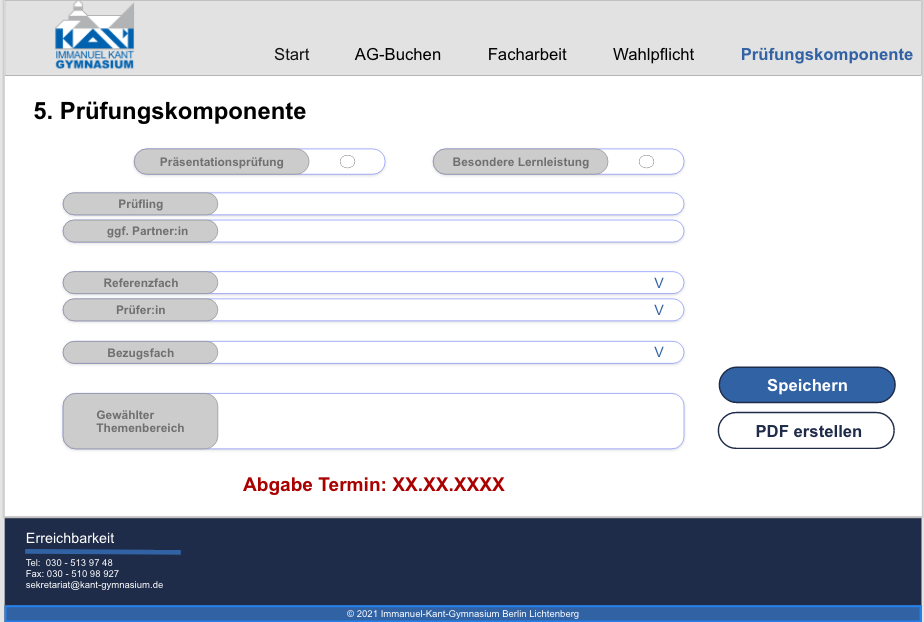 IMMANUEL KANT
GYMNASIUM
Start AG-Buchen Facharbeit Wahlpflicht Prüfungskomponente
5. Prüfungskomponente
Präsentationsprüfung Besondere Lernleistung
Prüfling
ggf. Partner:in
Referenzfach V
Prüfer:in V
Bezugsfach V
Speichern
Gewählter
Themenbereich
PDF erstellen
Abgabe Termin: XX.XX.XXXX
Erreichbarkeit
Tel: 030 - 513 97 48
Fax: 030 - 510 98 927
sekretariat@kant-gymnasium.de
© 2021 Immanuel-Kant-Gymnasium Berlin Lichtenberg